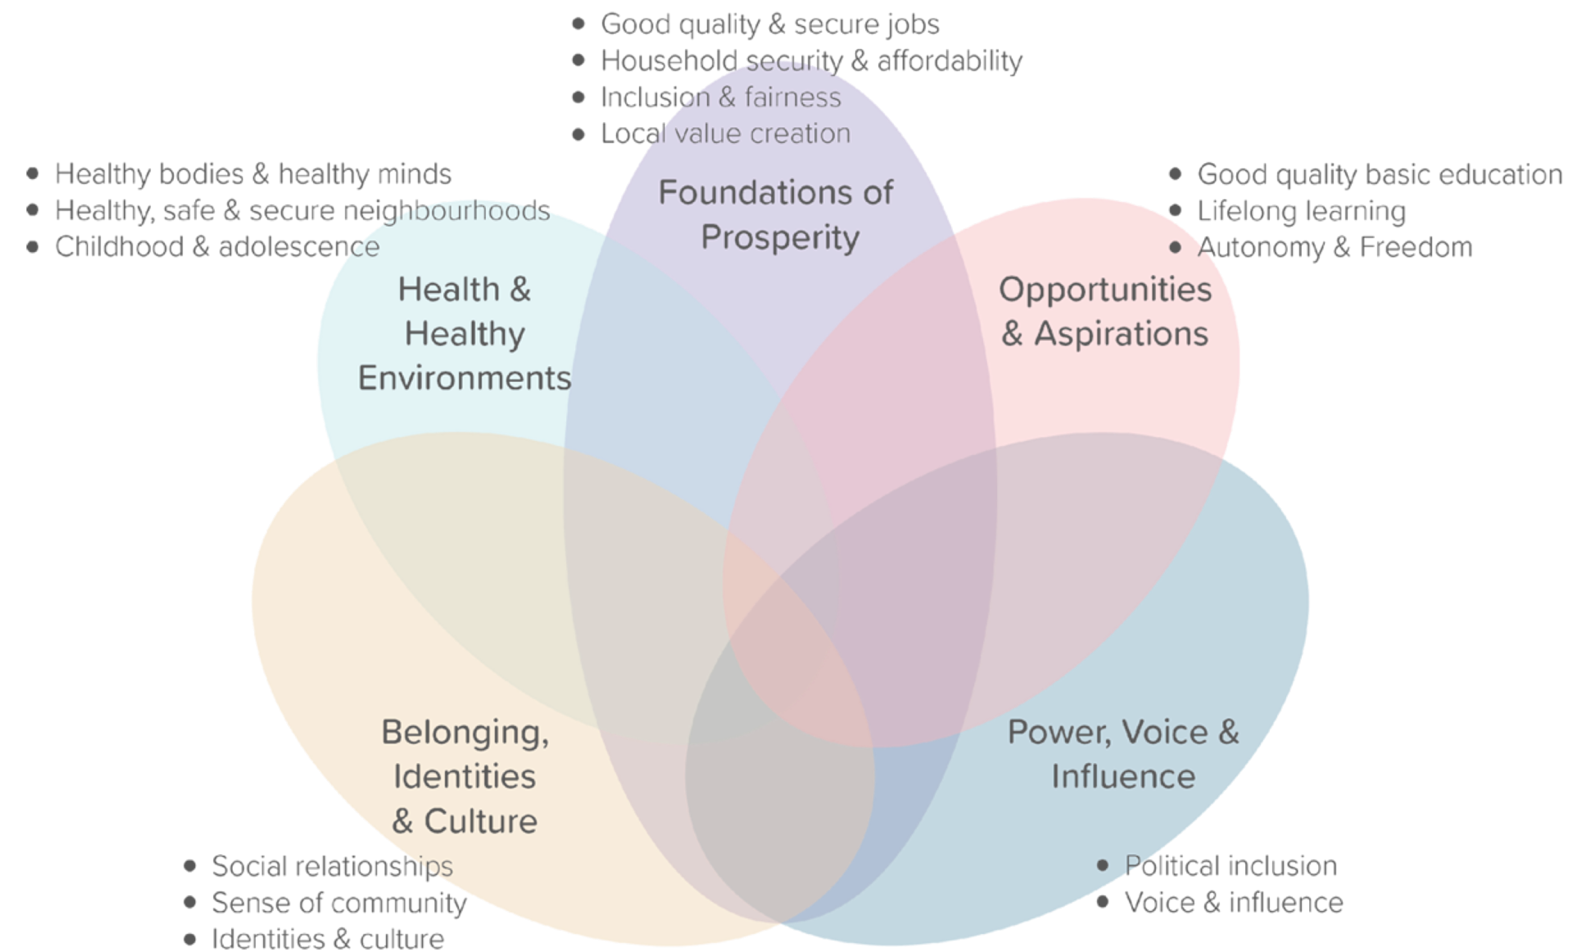 • Good quality & secure jobs
• Household security & affordability
• Inclusion & fairness
• Local value creation
Foundations of
Prosperity
• Healthy bodies & healthy minds
• Healthy, safe & secure neighbourhoods
• Childhood & adolescence
Health &
Healthy
Environments
• Good quality basic education
• Lifelong learning
• Autonomy & Freedom
Opportunities
& Aspirations
Belonging,
Identities
& Culture
• Social relationships
• Sense of community
• Identities & culture
Power, Voice &
Influence
• Political inclusion
• Voice & influence